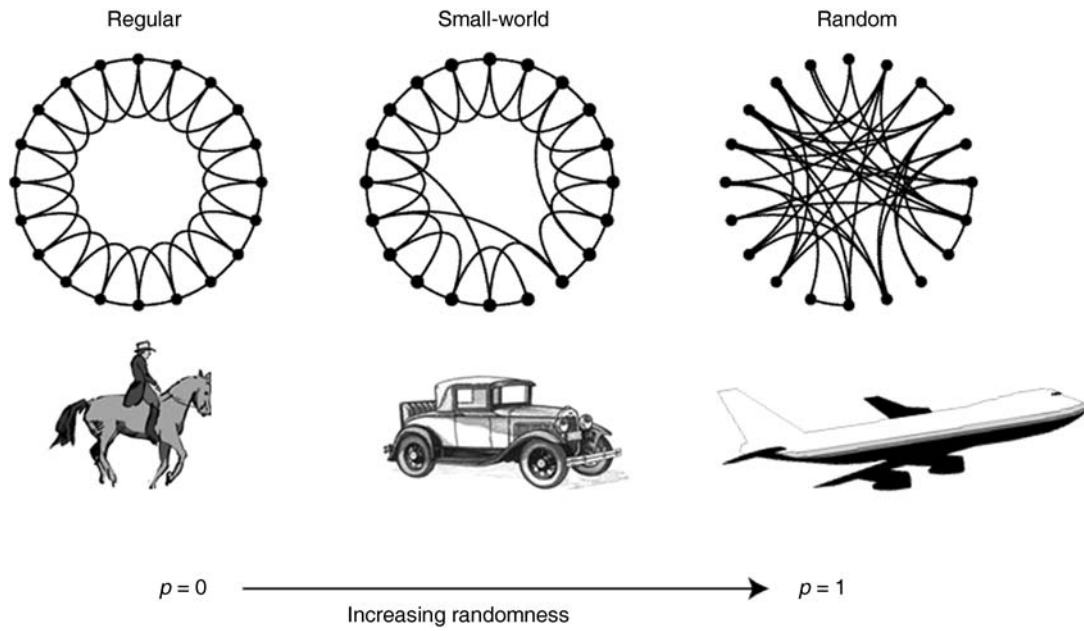 Regular
Small-world
Random
p = 0
p = 1
Increasing randomness